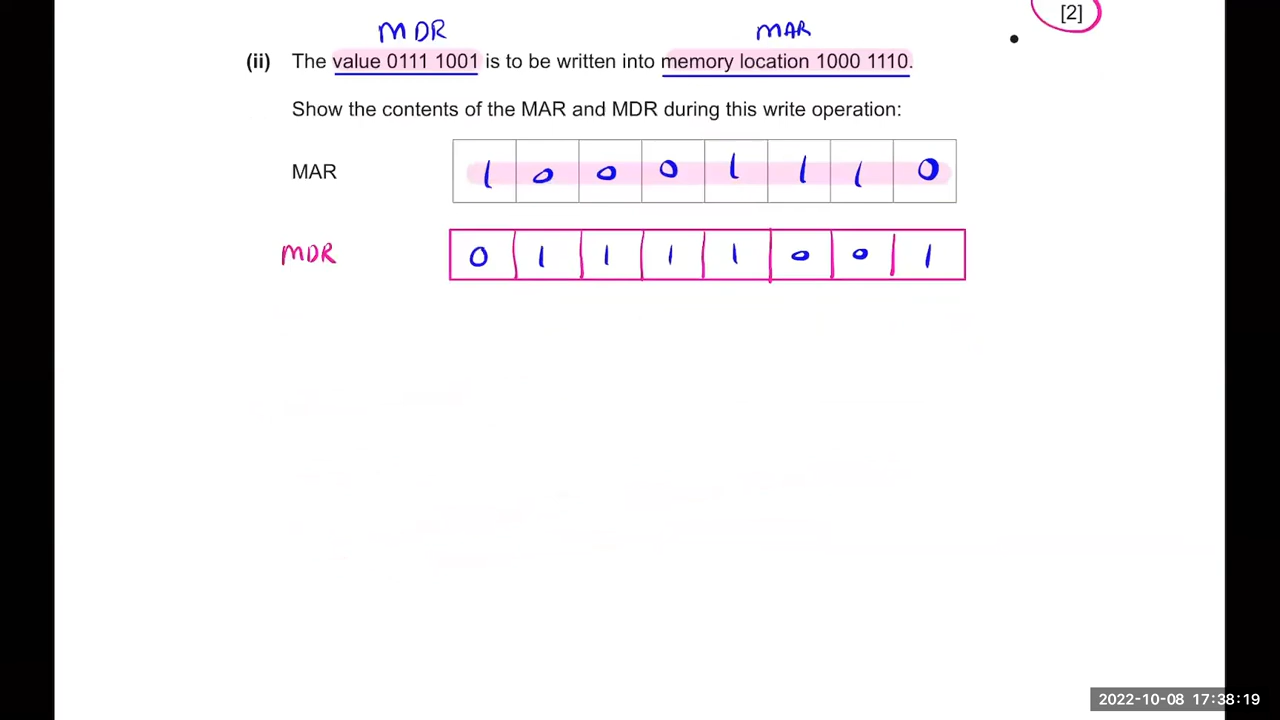 [2]
MDR MAR
(ii) The value 0111 1001 is to be written into memory location 1000 1110.
Show the contents of the MAR and MDR during this write operation:
MAR 1 0 0 0 1 1 1 0
MDR 0 1 1 1 1 0 0 1
2022-10-08 17:38:19